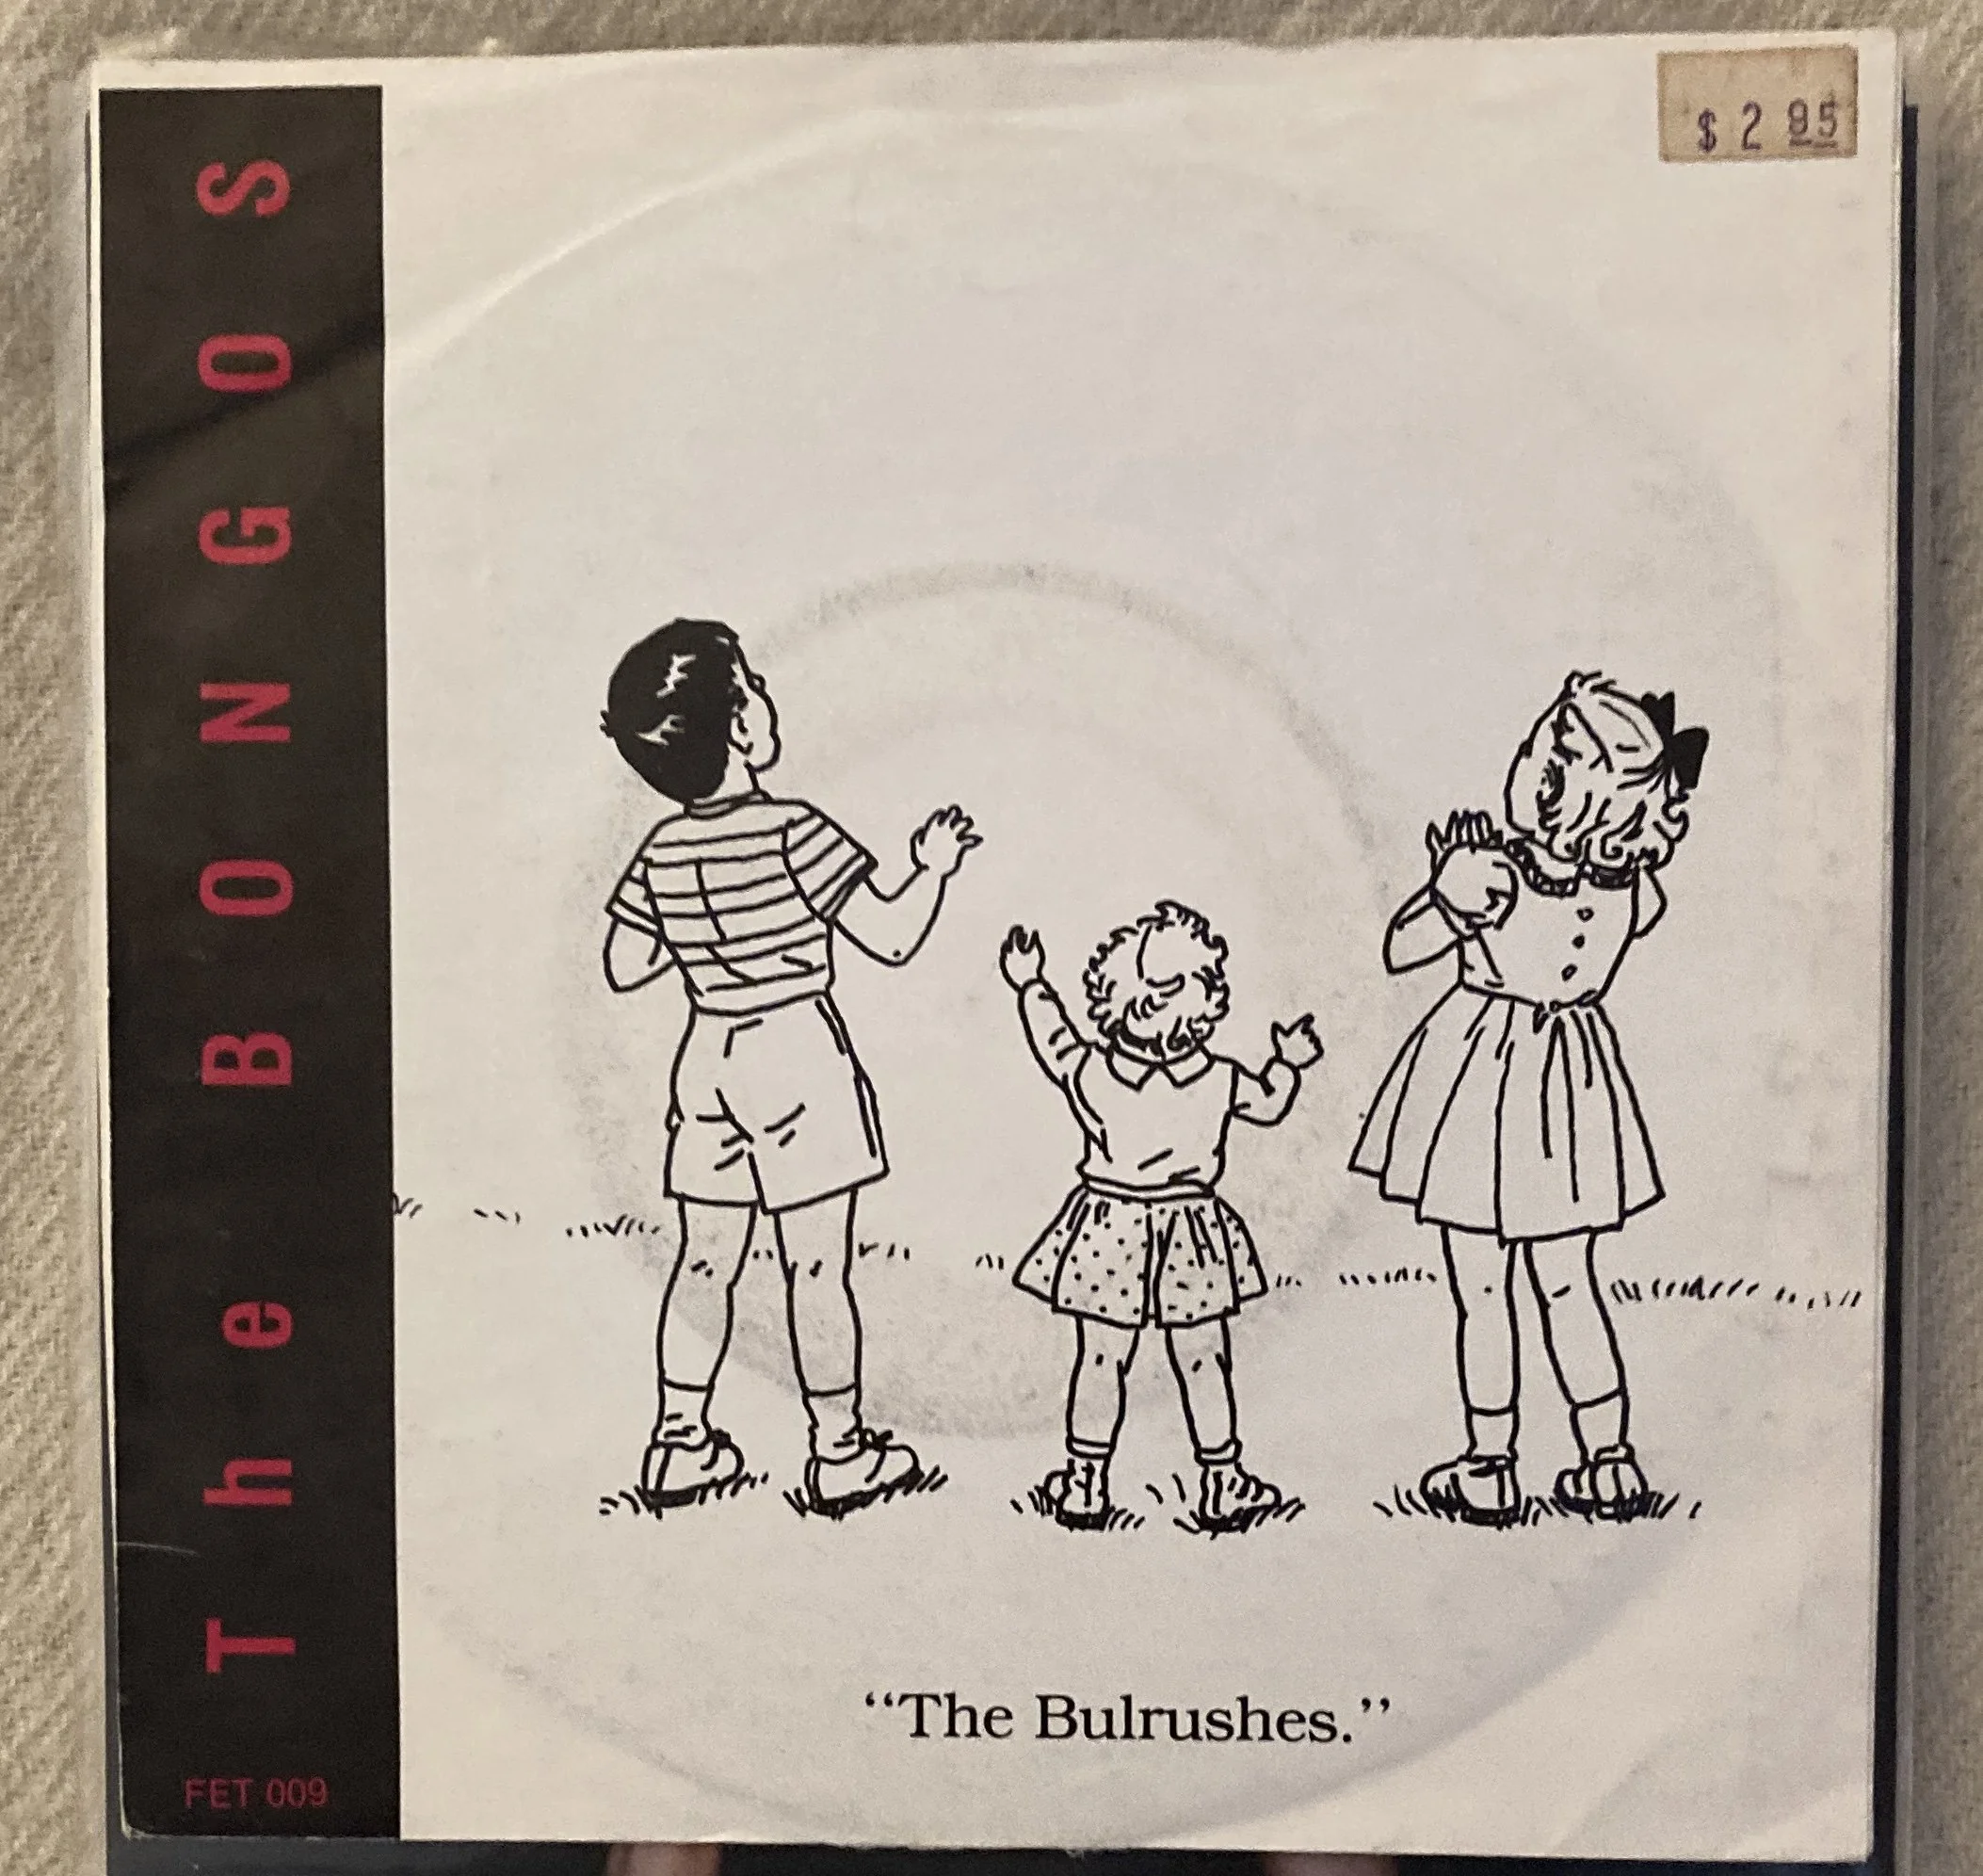 The BONGOS
FET 009
$ 2 95
“The Bulrushes.”